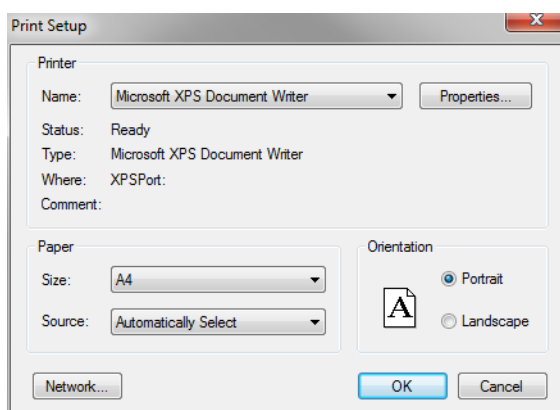 Print Setup
Printer
Name: Microsoft XPS Document Writer Properties...
Status: Ready
Type: Microsoft XPS Document Writer
Where: XPSPort:
Comment:
Paper
Size: A4
Source: Automatically Select
Orientation
A
Portrait
Landscape
Network... OK Cancel